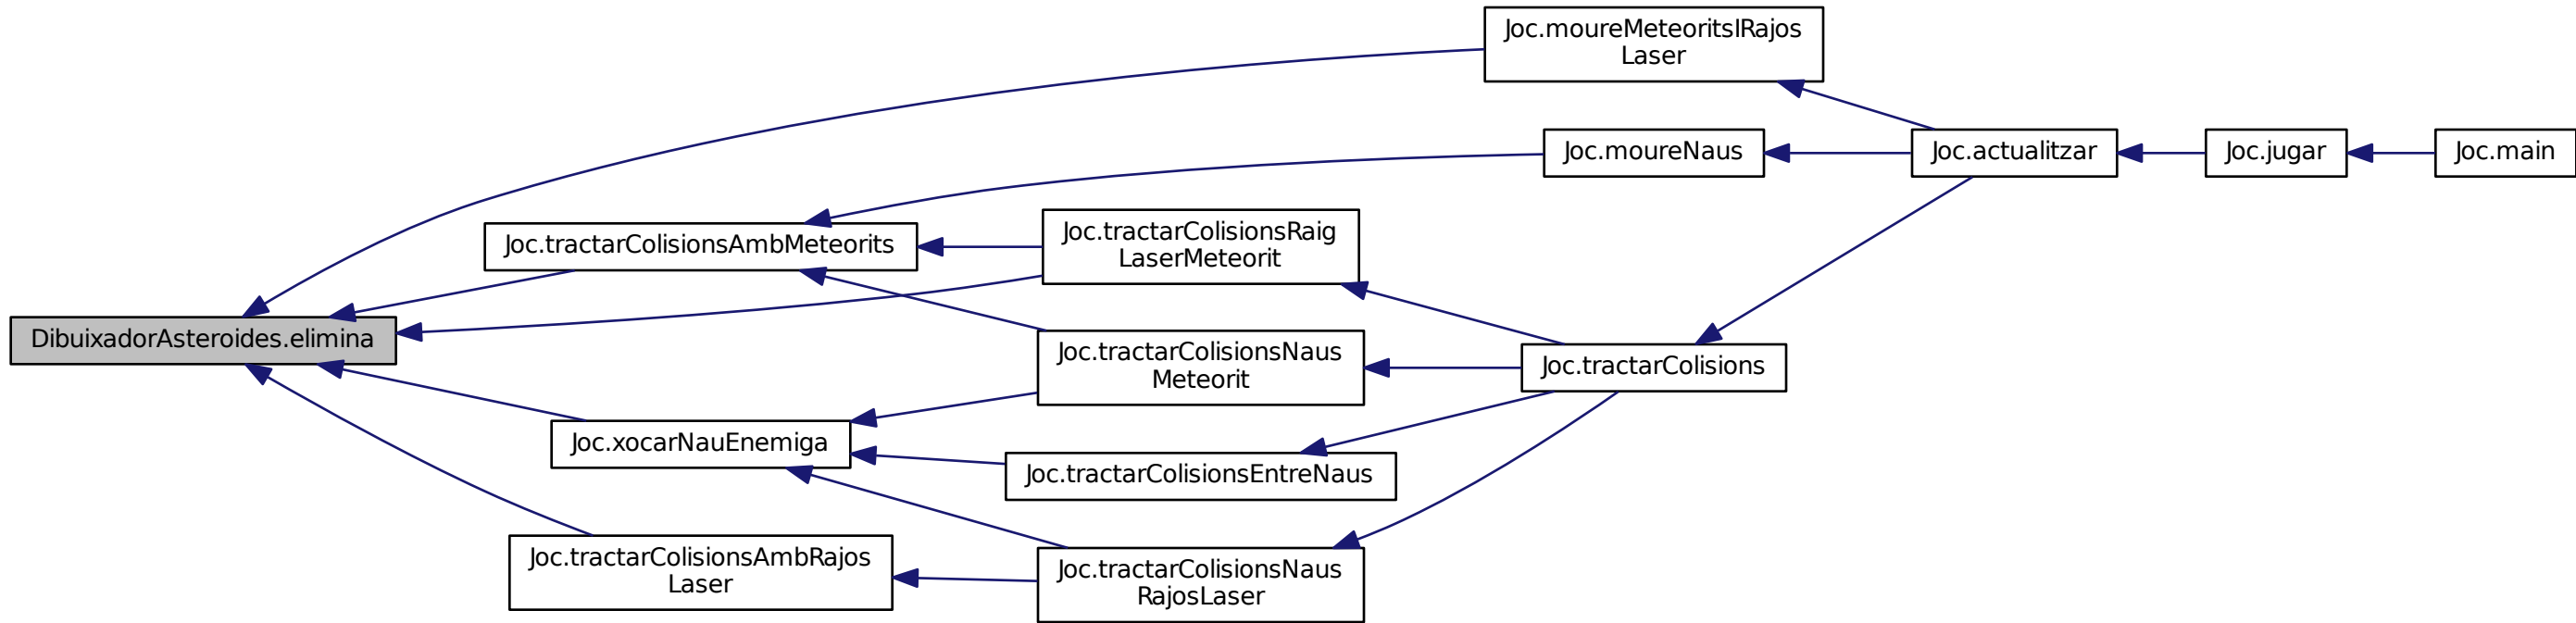 Joc.moureMeteoritsIRajos
Laser
Joc.moureNaus
Joc.actualitzar
Joc.jugar
Joc.main
Joc.tractarColisionsAmbMeteorits
Joc.tractarColisionsRaig
LaserMeteorit
DibuixadorAsteroides.elimina
Joc.tractarColisionsNaus
Meteorit
Joc.tractarColisions
Joc.xocarNauEnemiga
Joc.tractarColisionsEntreNaus
Joc.tractarColisionsAmbRajos
Laser
Joc.tractarColisionsNaus
RajosLaser